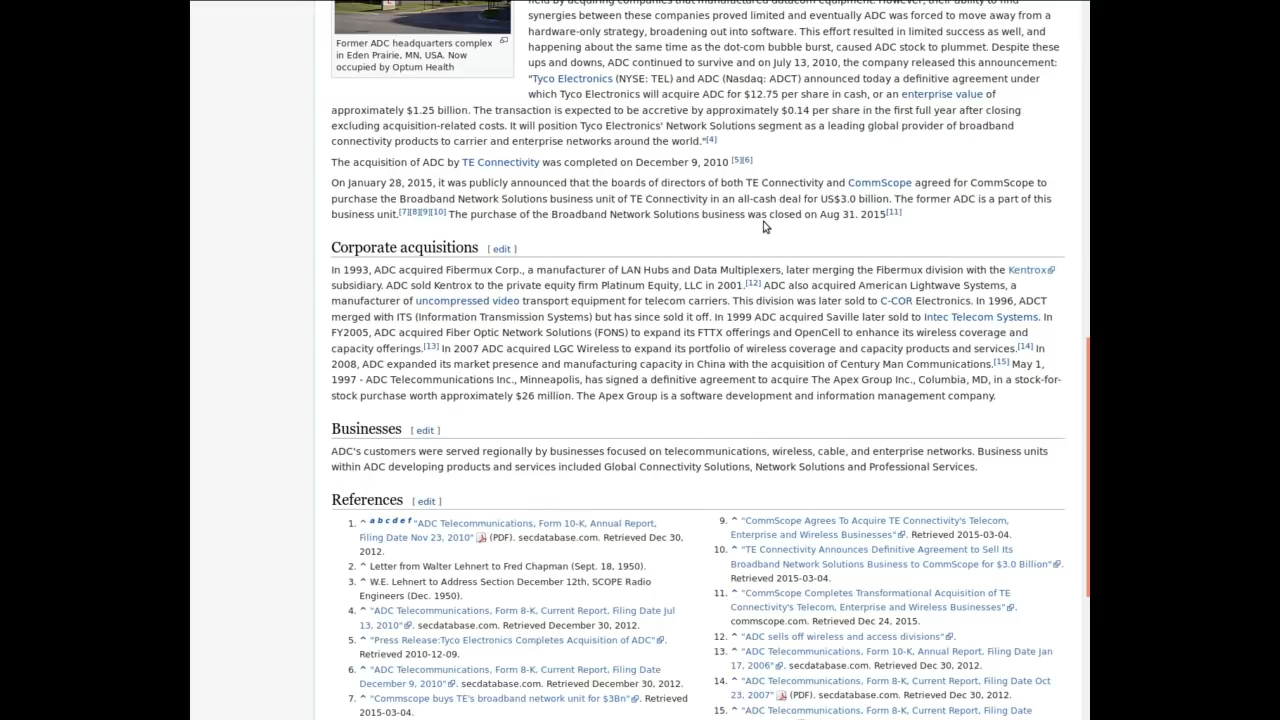 field by acquiring companies that manufactured datacom equipment. However, their ability to find
synergies between these companies proved limited and eventually ADC was forced to move away from a
hardware-only strategy, broadening out into software. This effort resulted in limited success as well, and
happening about the same time as the dot-com bubble burst, caused ADC stock to plummet. Despite these
ups and downs, ADC continued to survive and on July 13, 2010, the company released this announcement:
"Tyco Electronics (NYSE: TEL) and ADC (Nasdaq: ADCT) announced today a definitive agreement under
which Tyco Electronics will acquire ADC for $12.75 per share in cash, or an enterprise value of
approximately $1.25 billion. The transaction is expected to be accretive by approximately $0.14 per share in the first full year after closing
excluding acquisition-related costs. It will position Tyco Electronics' Network Solutions segment as a leading global provider of broadband
connectivity products to carrier and enterprise networks around the world."[4]
Former ADC headquarters complex
in Eden Prairie, MN, USA. Now
occupied by Optum Health
The acquisition of ADC by TE Connectivity was completed on December 9, 2010 [5][6]
On January 28, 2015, it was publicly announced that the boards of directors of both TE Connectivity and CommScope agreed for CommScope to
purchase the Broadband Network Solutions business unit of TE Connectivity in an all-cash deal for US$3.0 billion. The former ADC is a part of this
business unit.[7][8][9][10] The purchase of the Broadband Network Solutions business was closed on Aug 31. 2015[11]
Corporate acquisitions [ edit ]
In 1993, ADC acquired Fibermux Corp., a manufacturer of LAN Hubs and Data Multiplexers, later merging the Fibermux division with the Kentrox
subsidiary. ADC sold Kentrox to the private equity firm Platinum Equity, LLC in 2001.[12] ADC also acquired American Lightwave Systems, a
manufacturer of uncompressed video transport equipment for telecom carriers. This division was later sold to C-COR Electronics. In 1996, ADCT
merged with ITS (Information Transmission Systems) but has since sold it off. In 1999 ADC acquired Saville later sold to Intec Telecom Systems. In
FY2005, ADC acquired Fiber Optic Network Solutions (FONS) to expand its FTTX offerings and OpenCell to enhance its wireless coverage and
capacity offerings.[13] In 2007 ADC acquired LGC Wireless to expand its portfolio of wireless coverage and capacity products and services.[14] In
2008, ADC expanded its market presence and manufacturing capacity in China with the acquisition of Century Man Communications.[15] May 1,
1997 - ADC Telecommunications Inc., Minneapolis, has signed a definitive agreement to acquire The Apex Group Inc., Columbia, MD, in a stock-for-
stock purchase worth approximately $26 million. The Apex Group is a software development and information management company.
Businesses [ edit ]
ADC's customers were served regionally by businesses focused on telecommunications, wireless, cable, and enterprise networks. Business units
within ADC developing products and services included Global Connectivity Solutions, Network Solutions and Professional Services.
References [ edit ]
1. ^ a b c d e f "ADC Telecommunications, Form 10-K, Annual Report,
Filing Date Nov 23, 2010" (PDF). secdatabase.com. Retrieved Dec 30,
2012.
2. ^ Letter from Walter Lehnert to Fred Chapman (Sept. 18, 1950).
3. ^ W.E. Lehnert to Address Section December 12th, SCOPE Radio
Engineers (Dec. 1950).
4. ^ "ADC Telecommunications, Form 8-K, Current Report, Filing Date Jul
13, 2010". secdatabase.com. Retrieved December 30, 2012.
5. ^ "Press Release:Tyco Electronics Completes Acquisition of ADC".
Retrieved 2010-12-09.
6. ^ "ADC Telecommunications, Form 8-K, Current Report, Filing Date
December 9, 2010". secdatabase.com. Retrieved December 30, 2012.
7. ^ "Commscope buys TE's broadband network unit for $3Bn". Retrieved
2015-03-04.
9. ^ "CommScope Agrees To Acquire TE Connectivity's Telecom,
Enterprise and Wireless Businesses". Retrieved 2015-03-04.
10. ^ "TE Connectivity Announces Definitive Agreement to Sell Its
Broadband Network Solutions Business to CommScope for $3.0 Billion".
Retrieved 2015-03-04.
11. ^ "CommScope Completes Transformational Acquisition of TE
Connectivity's Telecom, Enterprise and Wireless Businesses".
commscope.com. Retrieved Dec 24, 2015.
12. ^ "ADC sells off wireless and access divisions".
13. ^ "ADC Telecommunications, Form 10-K, Annual Report, Filing Date Jan
17, 2006". secdatabase.com. Retrieved Dec 30, 2012.
14. ^ "ADC Telecommunications, Form 8-K, Current Report, Filing Date Oct
23, 2007" (PDF). secdatabase.com. Retrieved Dec 30, 2012.
15. ^ "ADC Telecommunications, Form 8-K, Current Report, Filing Date